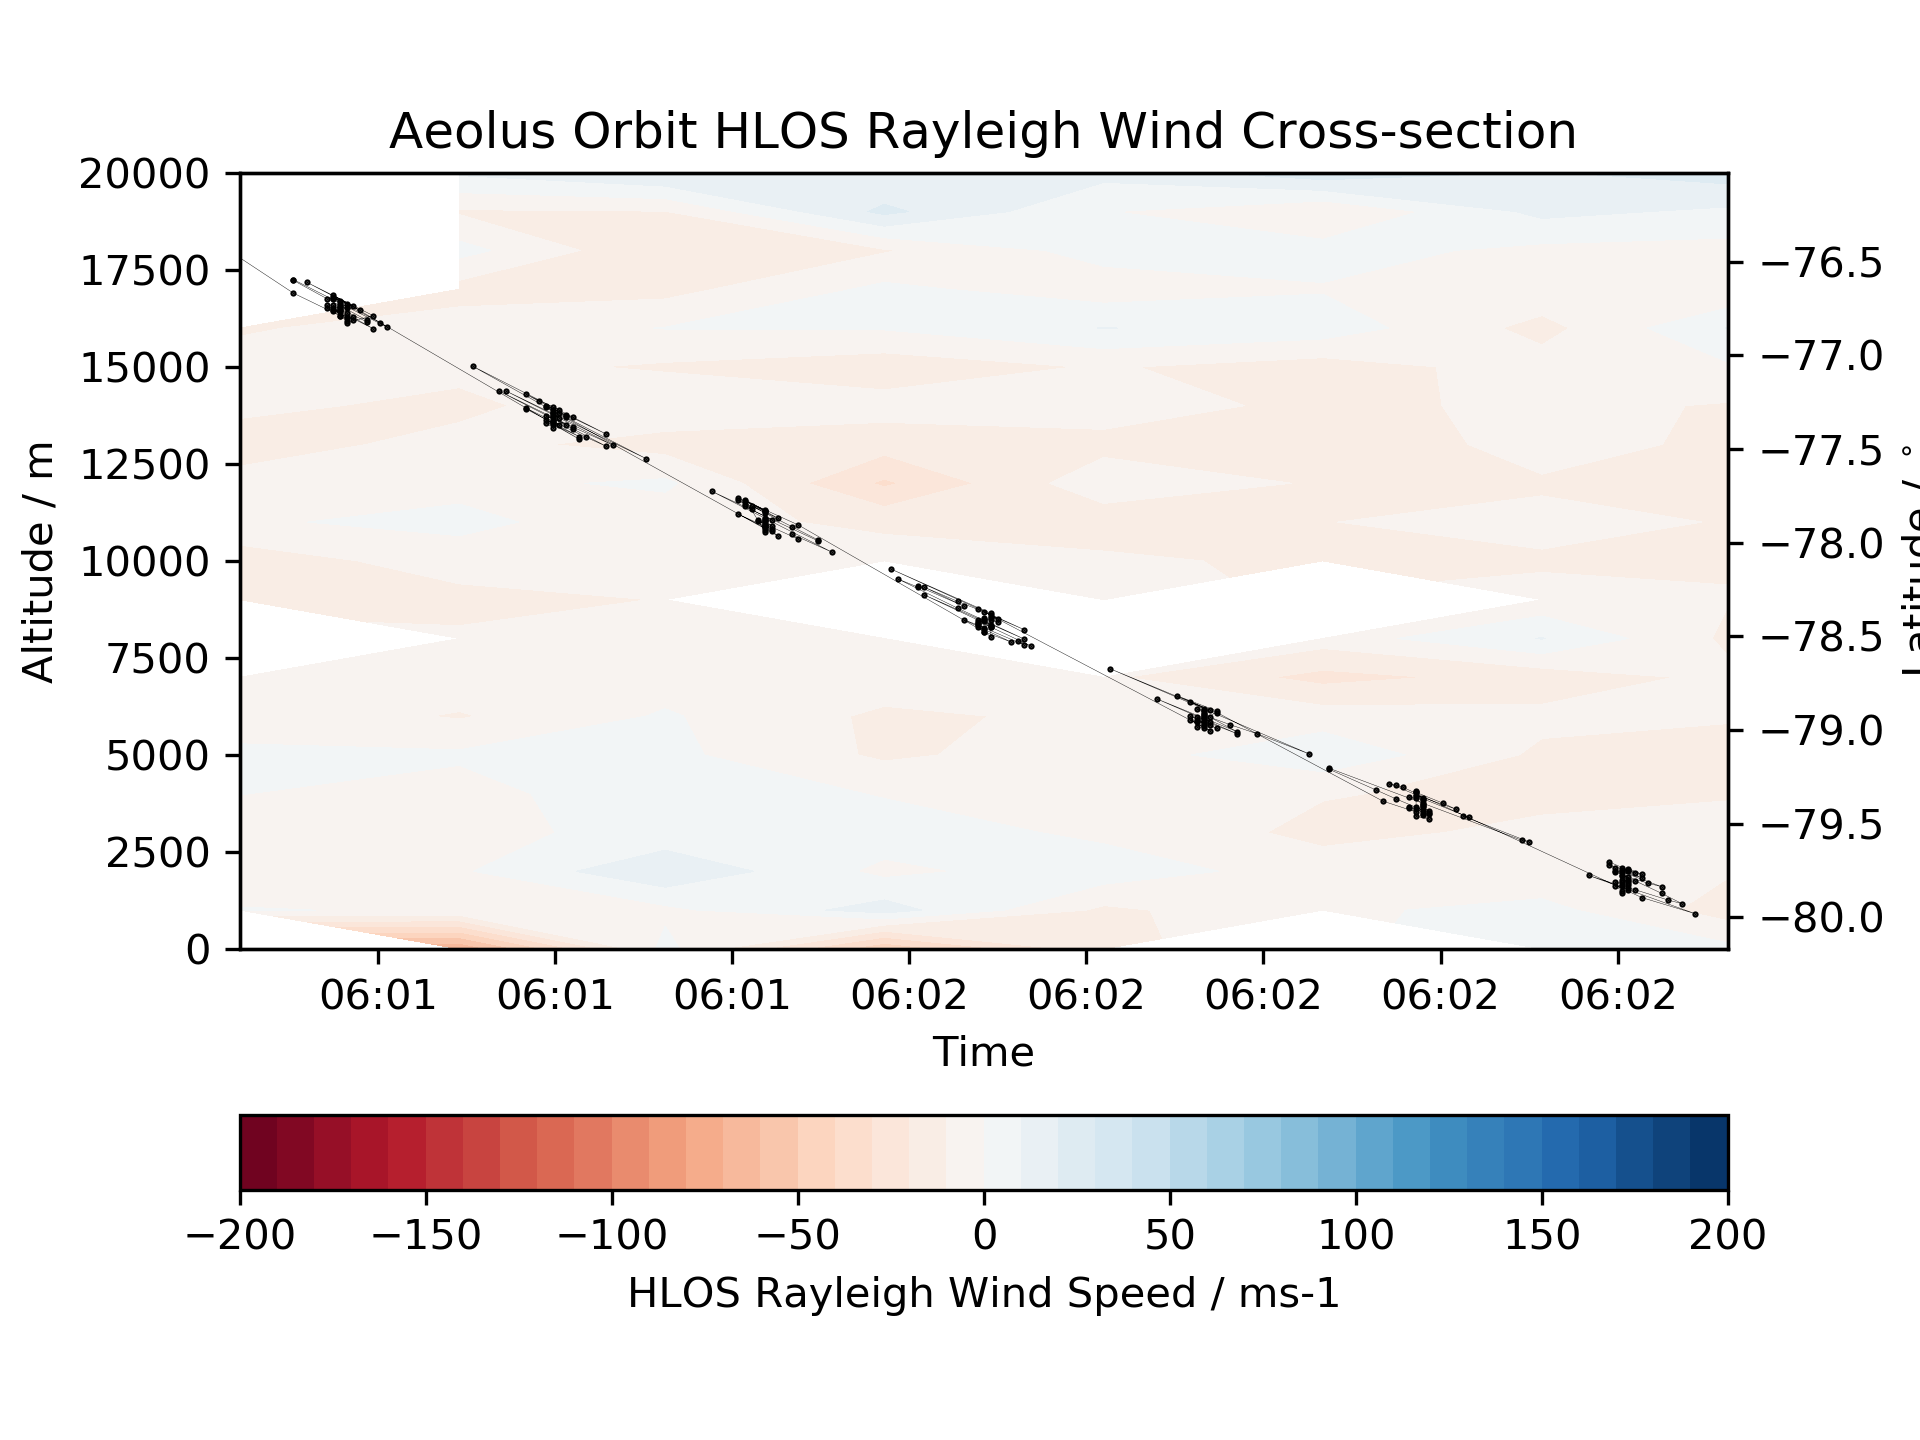 Aeolus Orbit HLOS Rayleigh Wind Cross-section
20000
17500
15000
12500
10000
7500
5000
2500
0
Altitude / m
−76.5
−77.0
−77.5
−78.0
−78.5
−79.0
−79.5
−80.0
Latitude / °
06:01 06:01 06:01 06:02 06:02 06:02 06:02 06:02
Time
−200 −150 −100 −50 0 50 100 150 200
HLOS Rayleigh Wind Speed / ms-1